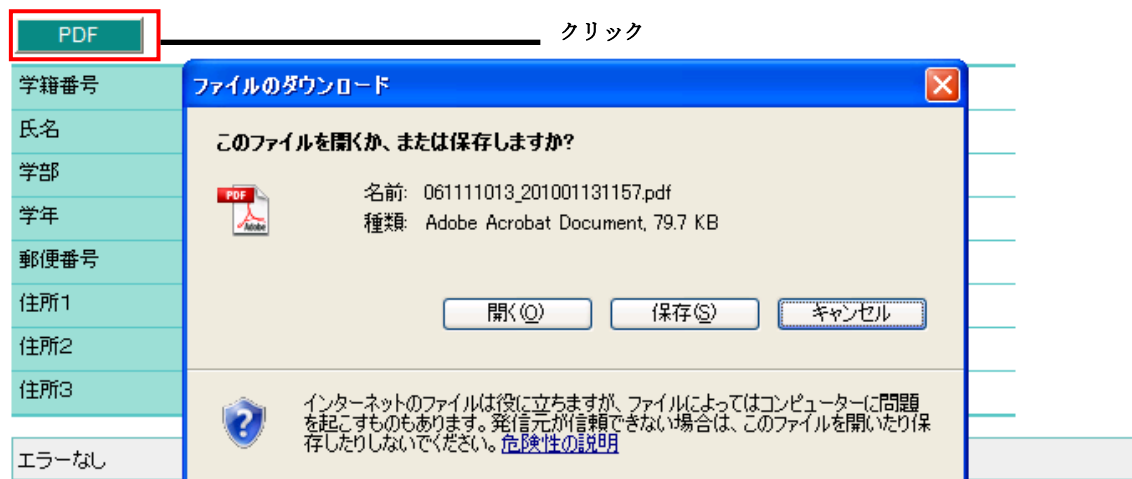 PDF
クリック
学籍番号
氏名
学部
学年
郵便番号
住所1
住所2
住所3
エラーなし
ファイルのダウンロード
このファイルを開くか、または保存しますか?
PDF
Adobe
名前: 061111013_201001131157.pdf
種類: Adobe Acrobat Document, 79.7 KB
開く(O)
保存(S)
キャンセル
インターネットのファイルは役に立ちますが、ファイルによってはコンピューターに問題
を起こすものもあります。発信元が信頼できない場合は、このファイルを開いたり保
存したりしないでください。危険性の説明